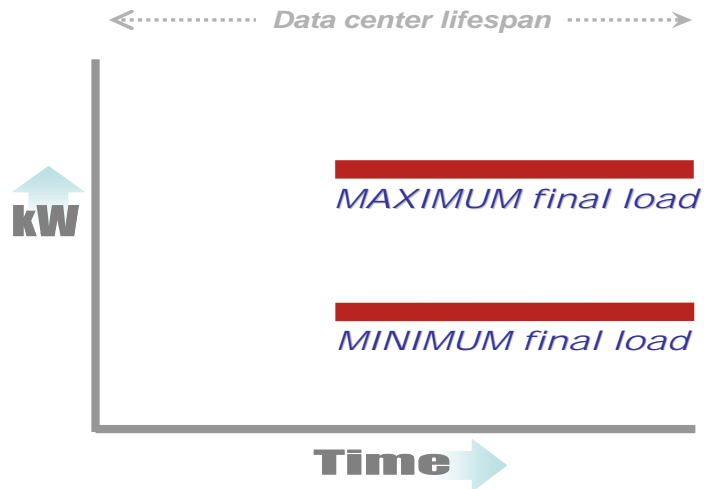 Data center lifespan
MAXIMUM final load
kW
MINIMUM final load
Time